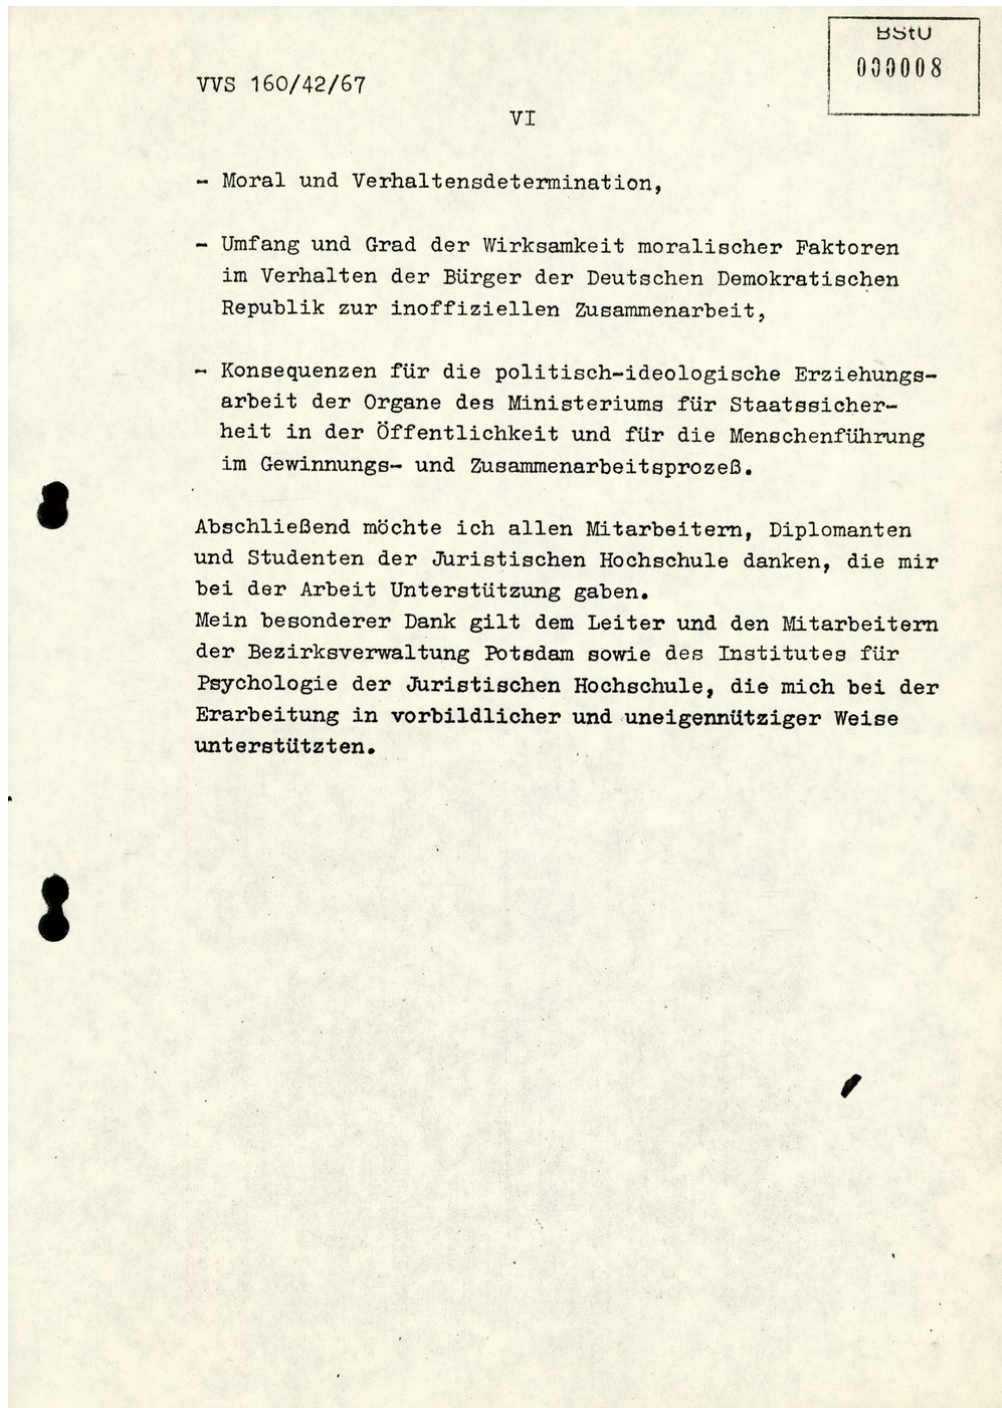 BStU
000008
VVS 160/42/67
VI
- Moral und Verhaltensdetermination,
- Umfang und Grad der Wirksamkeit moralischer Faktoren
im Verhalten der Bürger der Deutschen Demokratischen
Republik zur inoffiziellen Zusammenarbeit,
- Konsequenzen für die politisch-ideologische Erziehungs-
arbeit der Organe des Ministeriums für Staatssicher-
heit in der Öffentlichkeit und für die Menschenführung
im Gewinnungs- und Zusammenarbeitsprozeß.
Abschließend möchte ich allen Mitarbeitern, Diplomanten
und Studenten der Juristischen Hochschule danken, die mir
bei der Arbeit Unterstützung gaben.
Mein besonderer Dank gilt dem Leiter und den Mitarbeitern
der Bezirksverwaltung Potsdam sowie des Institutes für
Psychologie der Juristischen Hochschule, die mich bei der
Erarbeitung in vorbildlicher und uneigennütziger Weise
unterstützten.